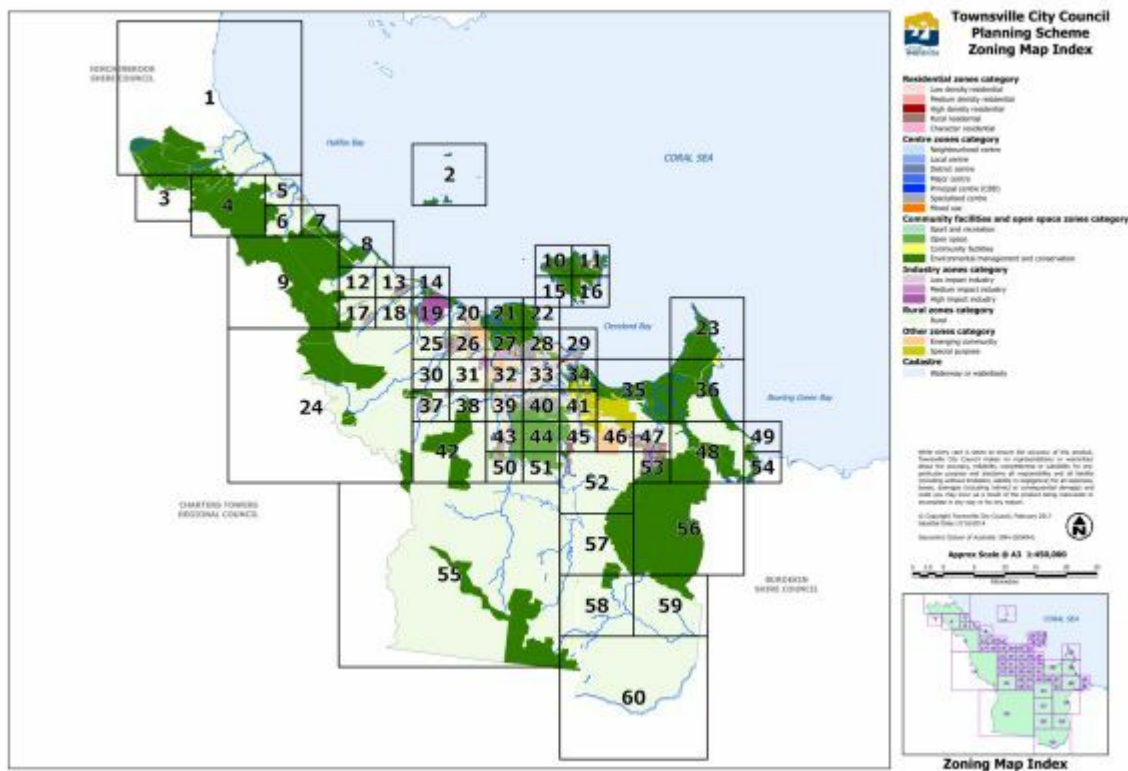 Townsville City Council
Planning Scheme
Zoning Map Index
HINCHINBROOK
SHIRE COUNCIL
1
Halifax Bay
CORAL SEA
2
3
4
5
6
7
8
9
10
11
12
13
14
15
16
17
18
19
20
21
22
Cleveland Bay
23
24
25
26
27
28
29
30
31
32
33
34
35
36
Bowling Green Bay
37
38
39
40
41
42
43
44
45
46
47
48
49
50
51
52
53
54
CHARTERS TOWERS
REGIONAL COUNCIL
55
56
57
58
59
BURDEKIN
SHIRE COUNCIL
60
Residential zones category
Low density residential
Medium density residential
High density residential
Rural residential
Character residential
Centre zones category
Neighbourhood centre
Local centre
District centre
Major centre
Principal centre (CBD)
Specialised centre
Mixed use
Community facilities and open space zones category
Sport and recreation
Open space
Community facilities
Environmental management and conservation
Industry zones category
Low impact industry
Medium impact industry
High impact industry
Rural zones category
Rural
Other zones category
Emerging community
Special purpose
Cadastre
Waterway or waterbody
© Copyright Townsville City Council, February 2017
N
Approx Scale @ A3 1:450,000
Kilometres
CORAL SEA
Zoning Map Index